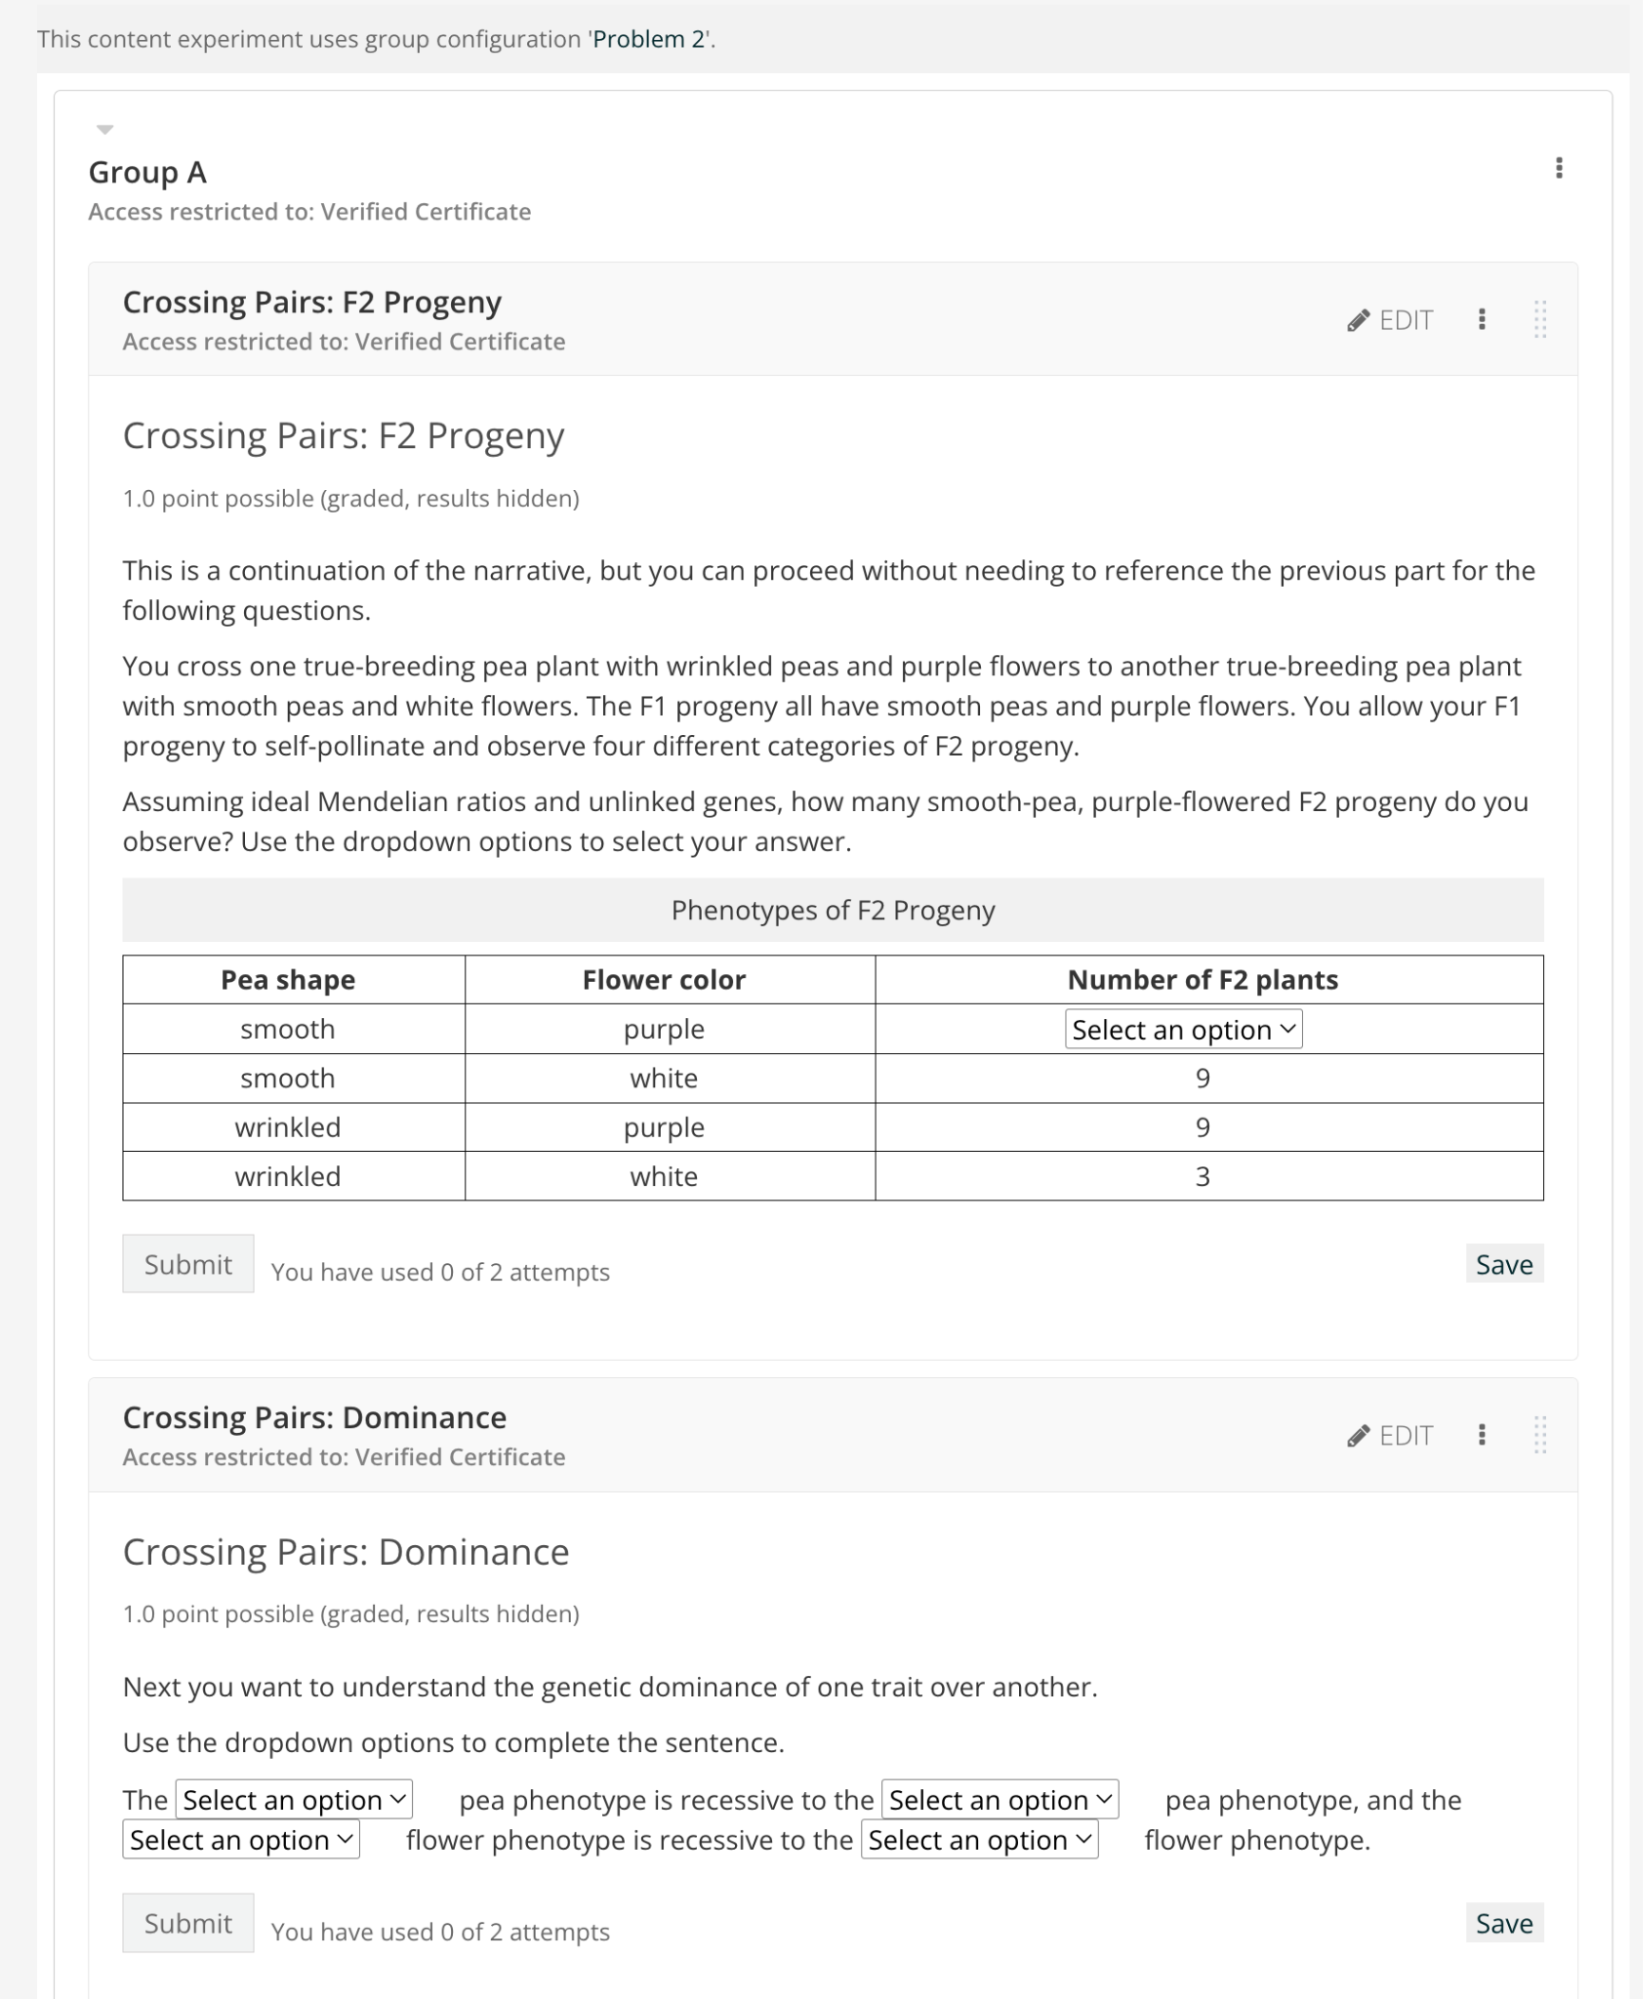 This content experiment uses group configuration 'Problem 2'.
Group A
Access restricted to: Verified Certificate
Crossing Pairs: F2 Progeny
Access restricted to: Verified Certificate
EDIT
Crossing Pairs: F2 Progeny
1.0 point possible (graded, results hidden)
This is a continuation of the narrative, but you can proceed without needing to reference the previous part for the
following questions.
You cross one true-breeding pea plant with wrinkled peas and purple flowers to another true-breeding pea plant
with smooth peas and white flowers. The F1 progeny all have smooth peas and purple flowers. You allow your F1
progeny to self-pollinate and observe four different categories of F2 progeny.
Assuming ideal Mendelian ratios and unlinked genes, how many smooth-pea, purple-flowered F2 progeny do you
observe? Use the dropdown options to select your answer.
Phenotypes of F2 Progeny
Pea shape Flower color Number of F2 plants
smooth purple Select an option
smooth white 9
wrinkled purple 9
wrinkled white 3
Submit You have used 0 of 2 attempts Save
Crossing Pairs: Dominance
Access restricted to: Verified Certificate
EDIT
Crossing Pairs: Dominance
1.0 point possible (graded, results hidden)
Next you want to understand the genetic dominance of one trait over another.
Use the dropdown options to complete the sentence.
The Select an option pea phenotype is recessive to the Select an option pea phenotype, and the
Select an option flower phenotype is recessive to the Select an option flower phenotype.
Submit You have used 0 of 2 attempts Save